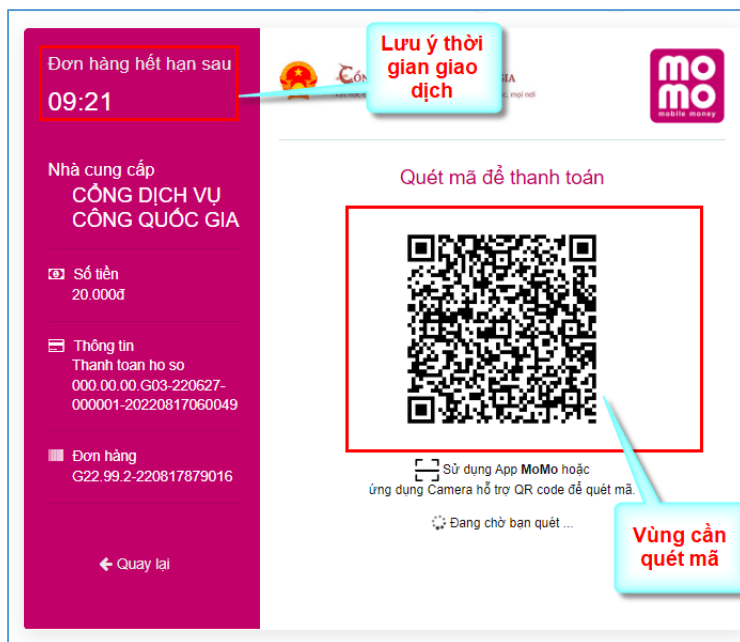 Đơn hàng hết hạn sau
09:21
Lưu ý thời
gian giao
dịch
mọi nơi
MOMO
mobile money
Nhà cung cấp
CỔNG DỊCH VỤ
CÔNG QUỐC GIA
Số tiền
20.000đ
Thông tin
Thanh toan ho so
000.00.00.G03-220627-
000001-20220817060049
Đơn hàng
G22.99.2-220817879016
Quay lại
Quét mã để thanh toán
Sử dụng App MoMo hoặc
ứng dụng Camera hỗ trợ QR code để quét mã.
Đang chờ bạn quét ...
Vùng cần
quét mã